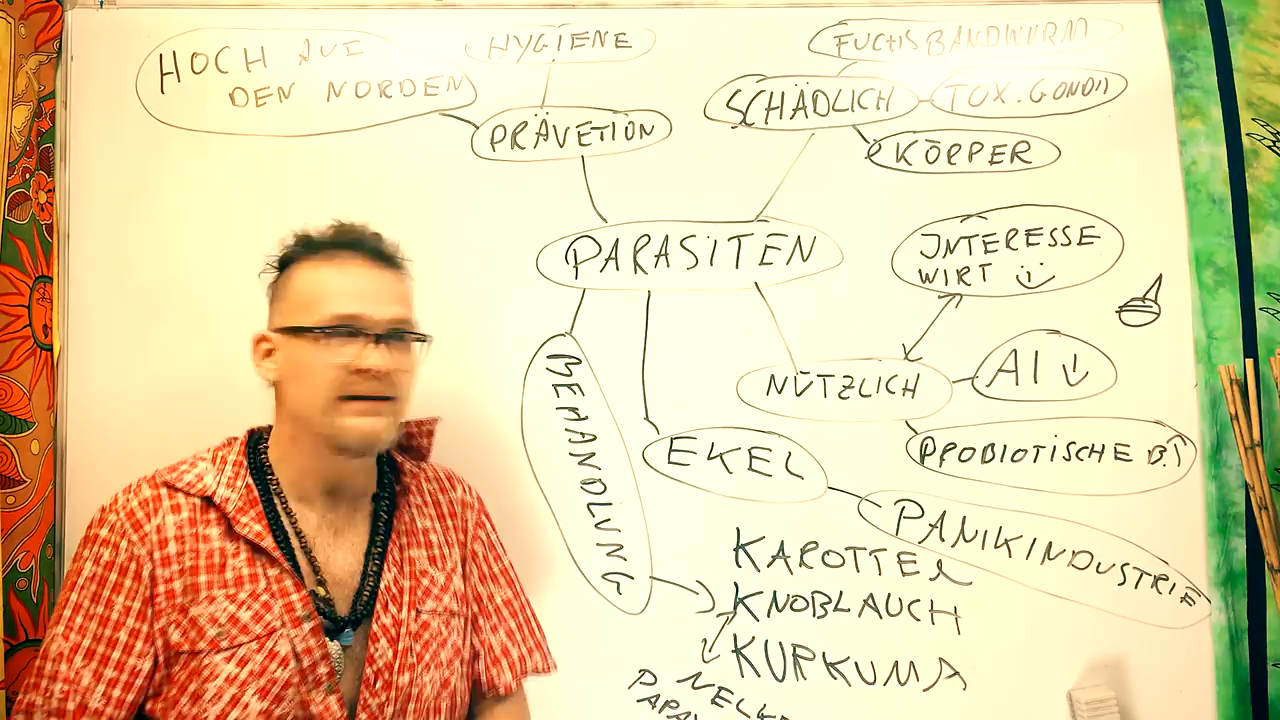 HOCH AUF
DEN NORDEN
HYGIENE
PRÄVETION
FUCHSBANDWURM
SCHÄDLICH
TOX. GONDII
KÖRPER
PARASITEN
INTERESSE
WIRT
NÜTZLICH
AI ↓
PROBIOTISCHE B.↑
BEHANDLUNG
EKEL
PANIKINDUSTRIE
KAROTTEN
KNOBLAUCH
KURKUMA